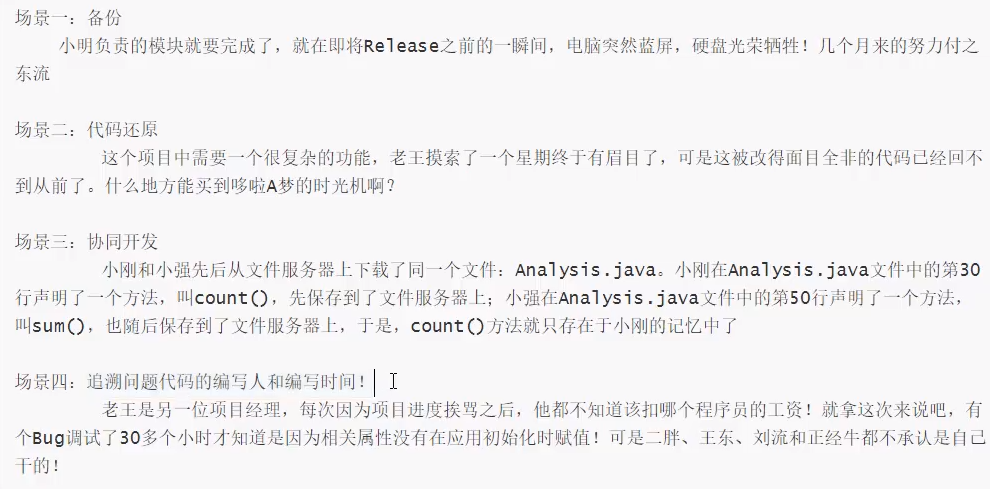 场景一：备份
小明负责的模块就要完成了，就在即将Release之前的一瞬间，电脑突然蓝屏，硬盘光荣牺牲！几个月来的努力付之
东流
场景二：代码还原
这个项目中需要一个很复杂的功能，老王摸索了一个星期终于有眉目了，可是这被改得面目全非的代码已经回不
到从前了。什么地方能买到哆啦A梦的时光机啊？
场景三：协同开发
小刚和小强先后从文件服务器上下载了同一个文件：Analysis.java。小刚在Analysis.java文件中的第30
行声明了一个方法，叫count()，先保存到了文件服务器上；小强在Analysis.java文件中的第50行声明了一个方法，
叫sum()，也随后保存到了文件服务器上，于是，count()方法就只存在于小刚的记忆中了
场景四：追溯问题代码的编写人和编写时间！
老王是另一位项目经理，每次因为项目进度挨骂之后，他都不知道该扣哪个程序员的工资！就拿这次来说吧，有
个Bug调试了30多个小时才知道是因为相关属性没有在应用初始化时赋值！可是二胖、王东、刘流和正经牛都不承认是自己
干的！